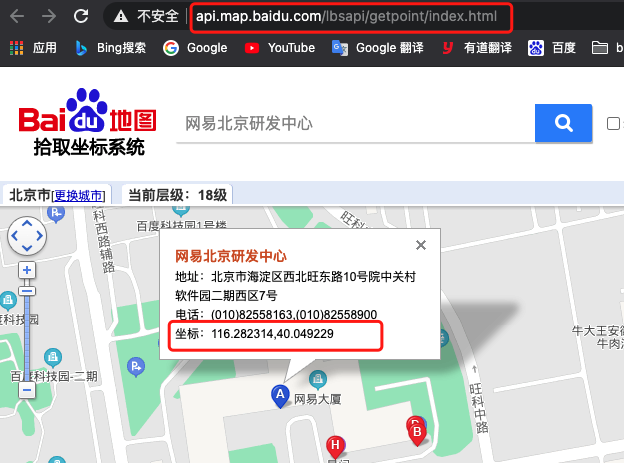 不安全
api.map.baidu.com/lbsapi/getpoint/index.html
应用
Bing搜索
Google
YouTube
Google 翻译
有道翻译
百度
b
Bai du 地图
拾取坐标系统
网易北京研发中心
北京市[更换城市]
当前层级：18级
百度科技园1号楼
科技西路辅路
旺科
网易北京研发中心
地址：北京市海淀区西北旺东路10号院中关村
软件园二期西区7号
电话：(010)82558163,(010)82558900
坐标：116.282314,40.049229
度科技园
百度科技园-二期
牛大王安
牛肉
A
网易大厦
旺科中路
B
H